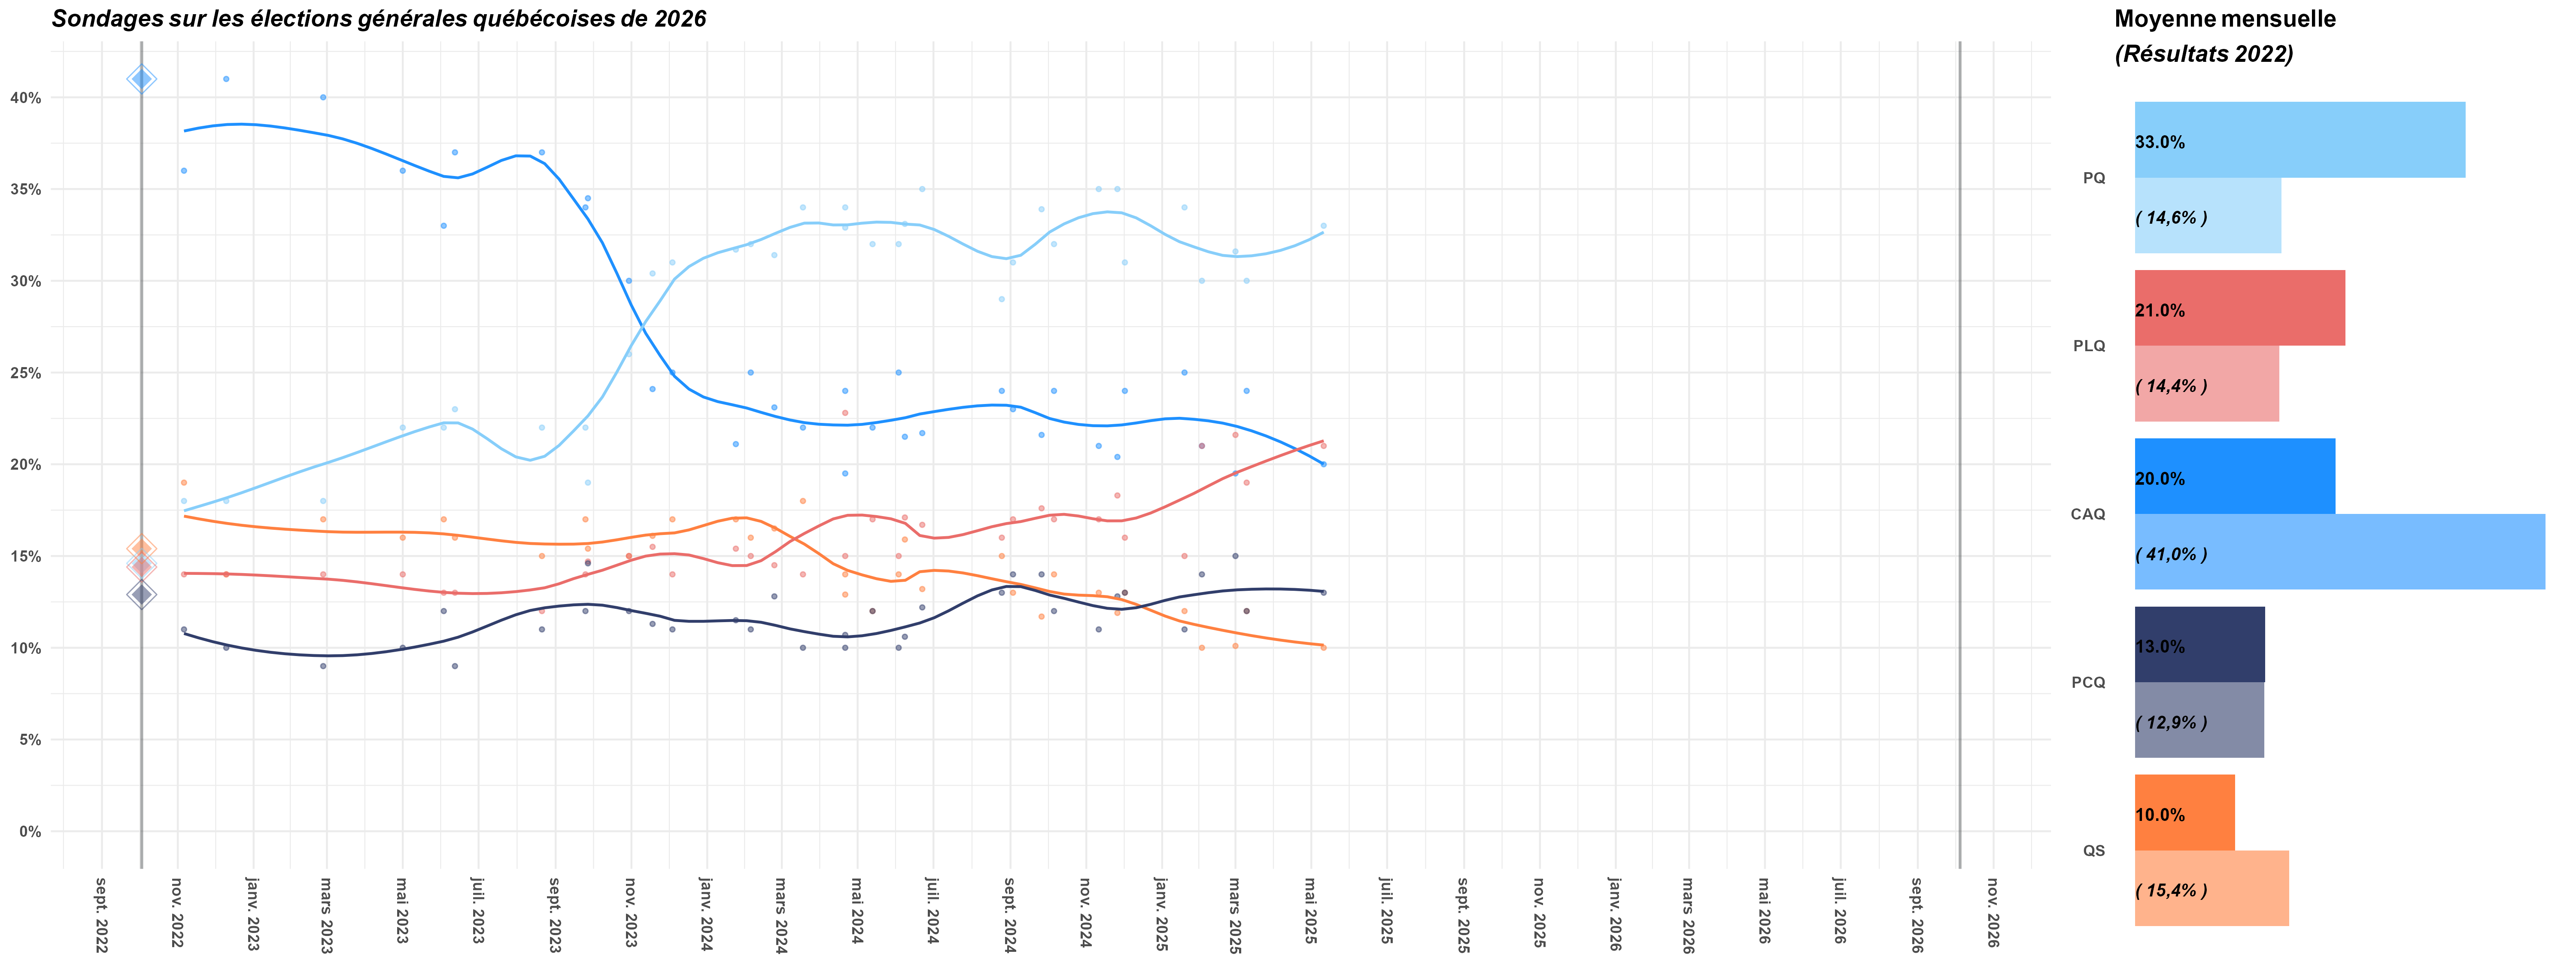 Sondages sur les élections générales québécoises de 2026
40%
35%
30%
25%
20%
15%
10%
5%
0%
sept. 2022
nov. 2022
janv. 2023
mars 2023
mai 2023
juil. 2023
sept. 2023
nov. 2023
janv. 2024
mars 2024
mai 2024
juil. 2024
sept. 2024
nov. 2024
janv. 2025
mars 2025
mai 2025
juil. 2025
sept. 2025
nov. 2025
janv. 2026
mars 2026
mai 2026
juil. 2026
sept. 2026
nov. 2026
Moyenne mensuelle
(Résultats 2022)
PQ
33.0%
( 14,6% )
PLQ
21.0%
( 14,4% )
CAQ
20.0%
( 41,0% )
PCQ
13.0%
( 12,9% )
QS
10.0%
( 15,4% )